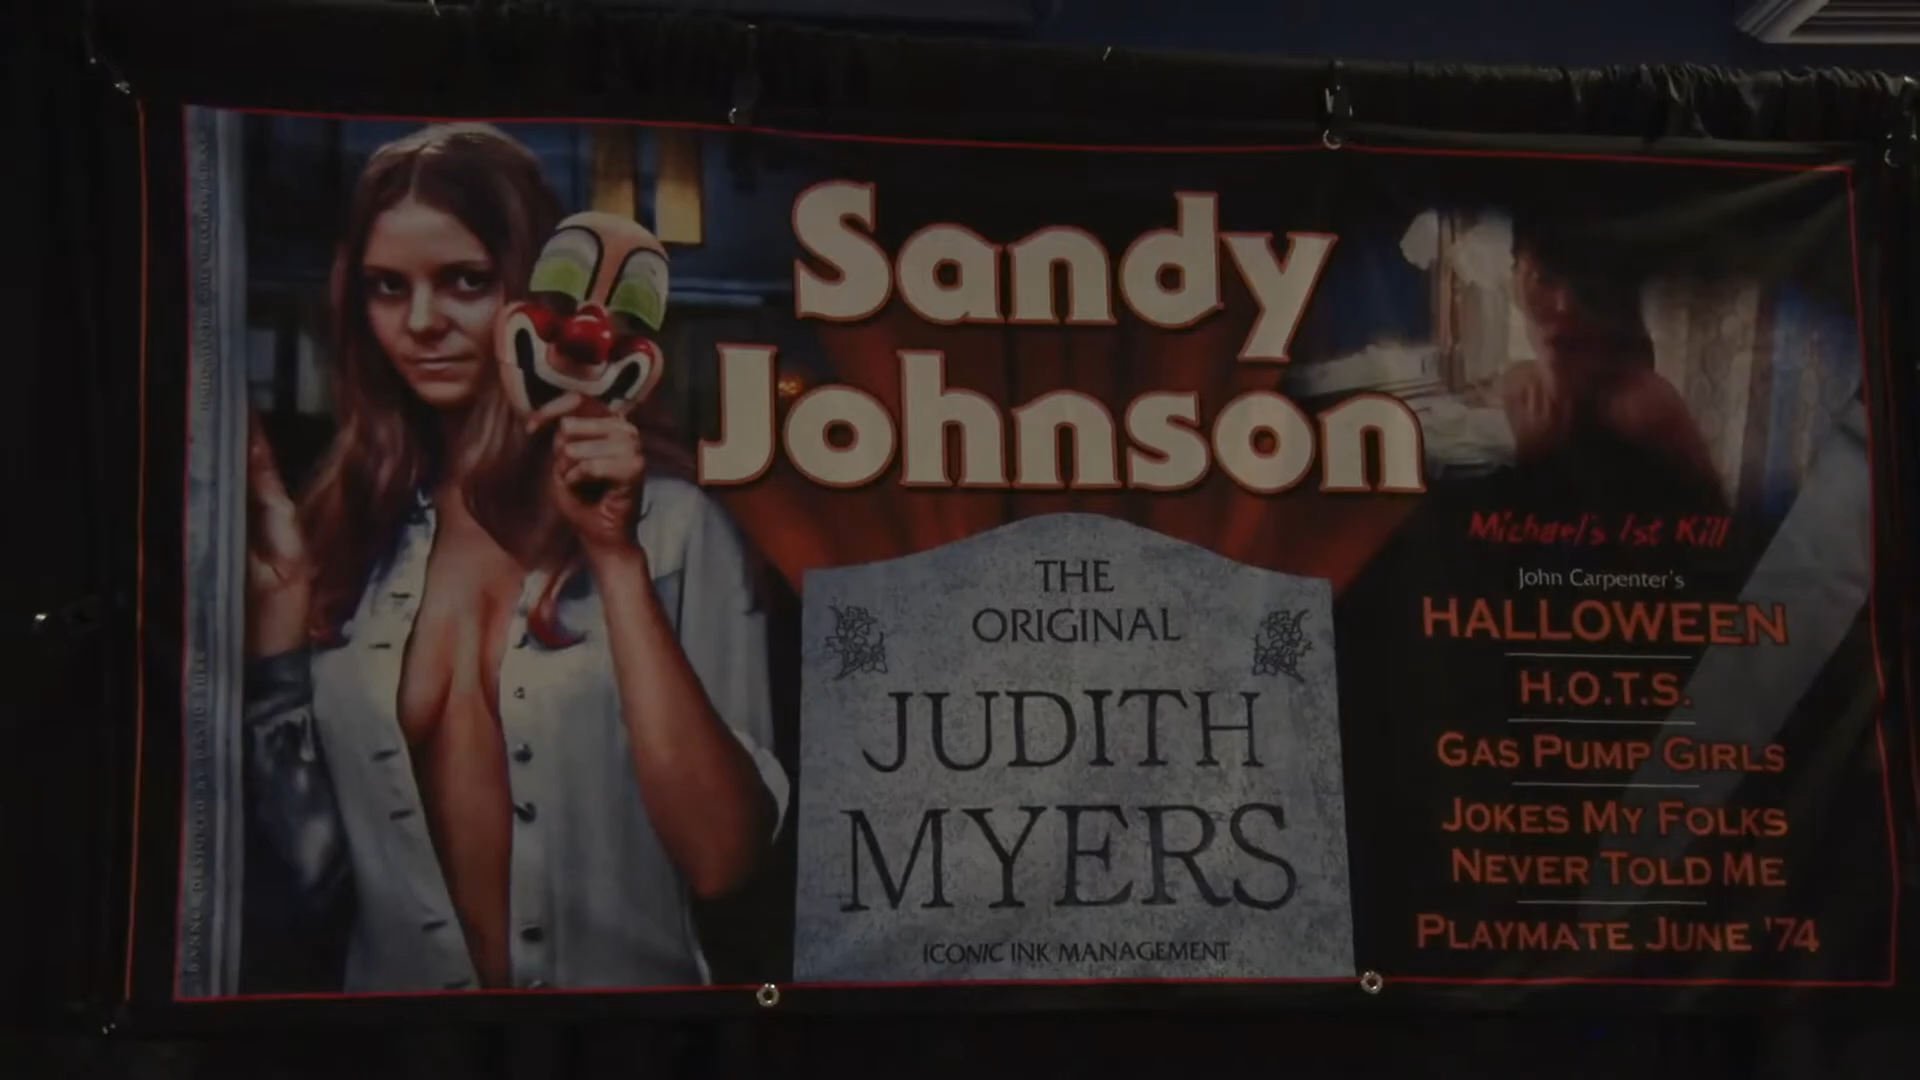 Sandy
Johnson
THE
ORIGINAL
JUDITH
MYERS
ICONIC INK MANAGEMENT
Michael's 1st Kill
John Carpenter's
HALLOWEEN
H.O.T.S.
GAS PUMP GIRLS
JOKES MY FOLKS
NEVER TOLD ME
PLAYMATE JUNE '74